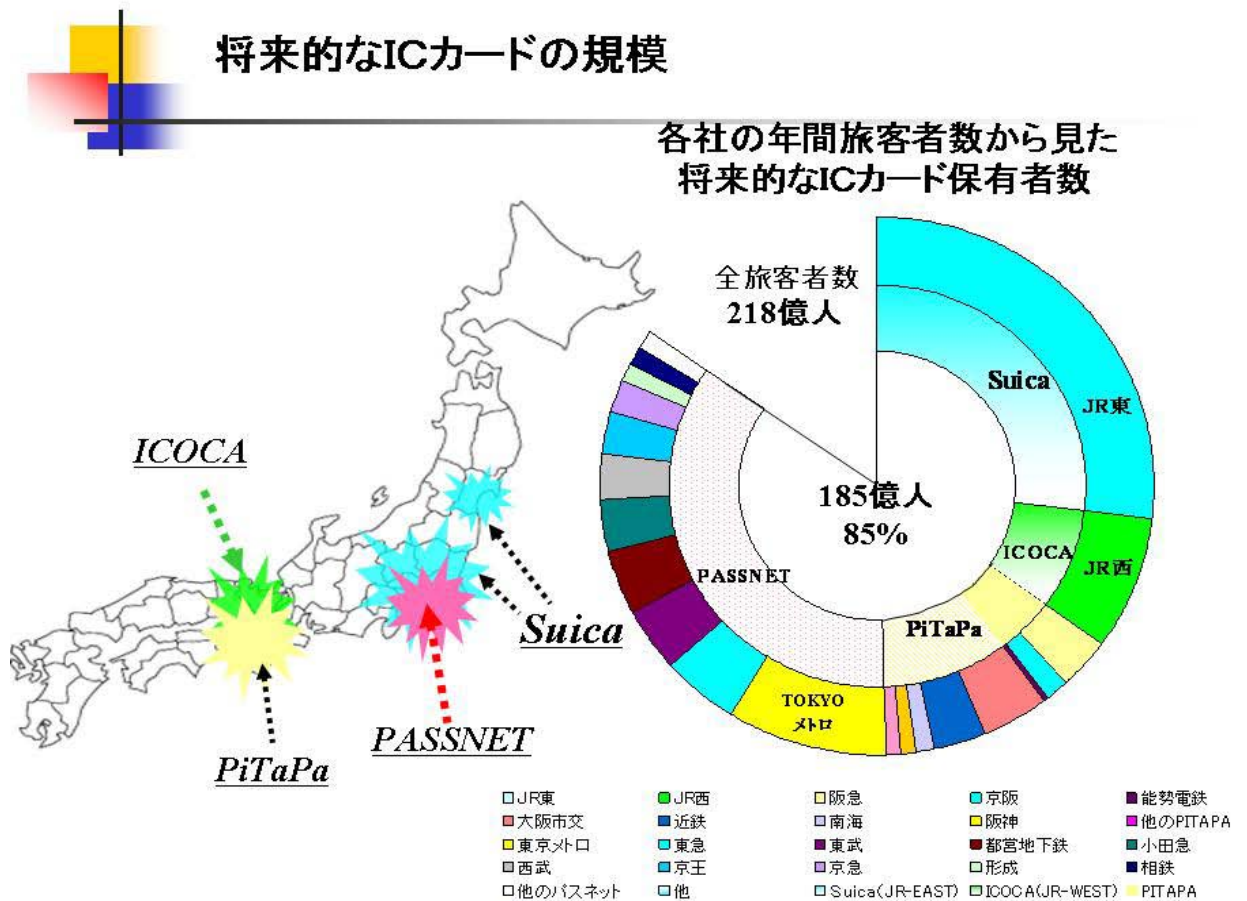 将来的なICカードの規模
各社の年間旅客者数から見た
将来的なICカード保有者数
全旅客者数
218億人
Suica
JR東
185億人
85%
ICOCA
JR西
PASSNET
PiTaPa
TOKYO
メトロ
ICOCA
Suica
PASSNET
PiTaPa
JR東 JR西 阪急 京阪 能勢電鉄
大阪市交 近鉄 南海 阪神 他のPITAPA
東京メトロ 東急 東武 都営地下鉄 小田急
西武 京王 京急 形成 相鉄
他のパスネット 他 Suica(JR-EAST) ICOCA(JR-WEST) PITAPA